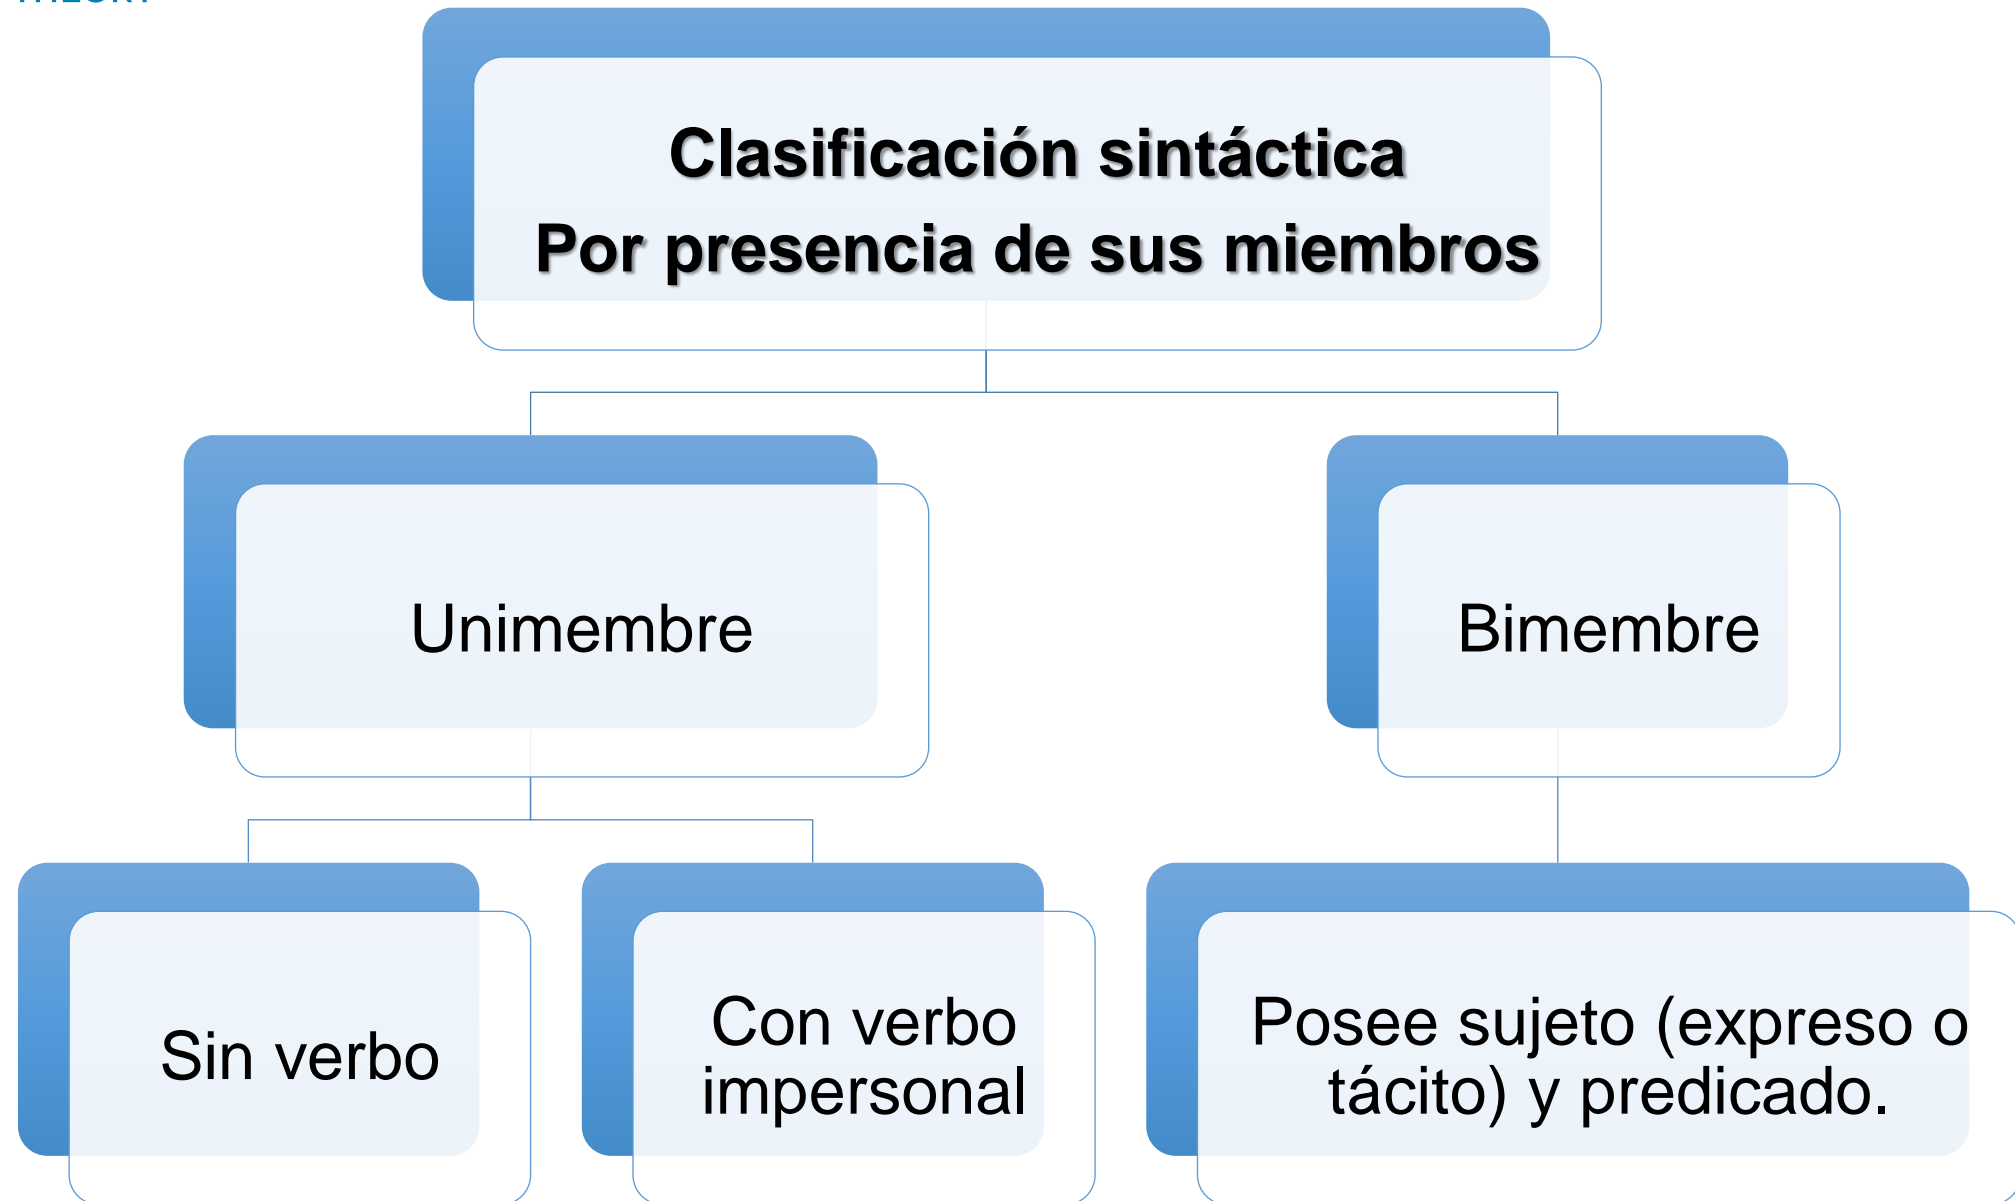 THEORY
Clasificación sintáctica
Por presencia de sus miembros
Unimembre
Bimembre
Sin verbo
Con verbo
impersonal
Posee sujeto (expreso o
tácito) y predicado.